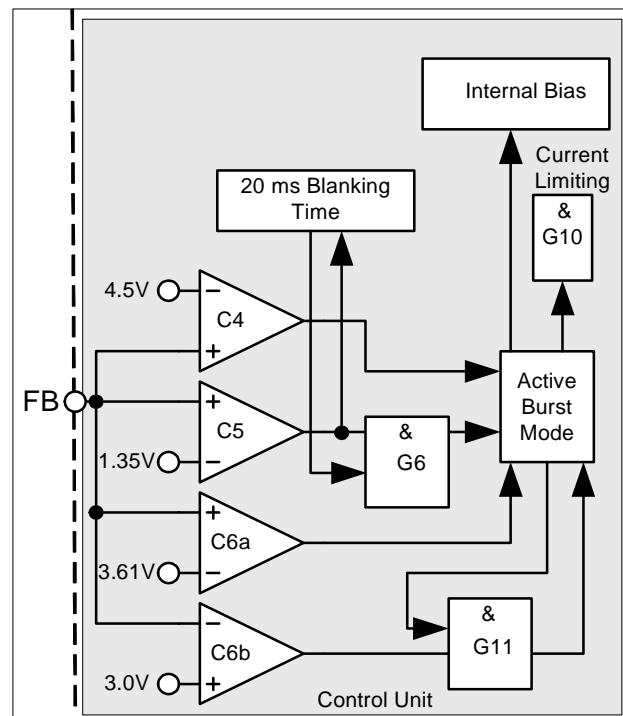 Internal Bias
Current
Limiting
20 ms Blanking
Time
&
G10
4.5V
−
C4
+
FB
+
C5
−
1.35V
&
G6
Active
Burst
Mode
+
C6a
−
3.61V
−
C6b
+
3.0V
&
G11
Control Unit